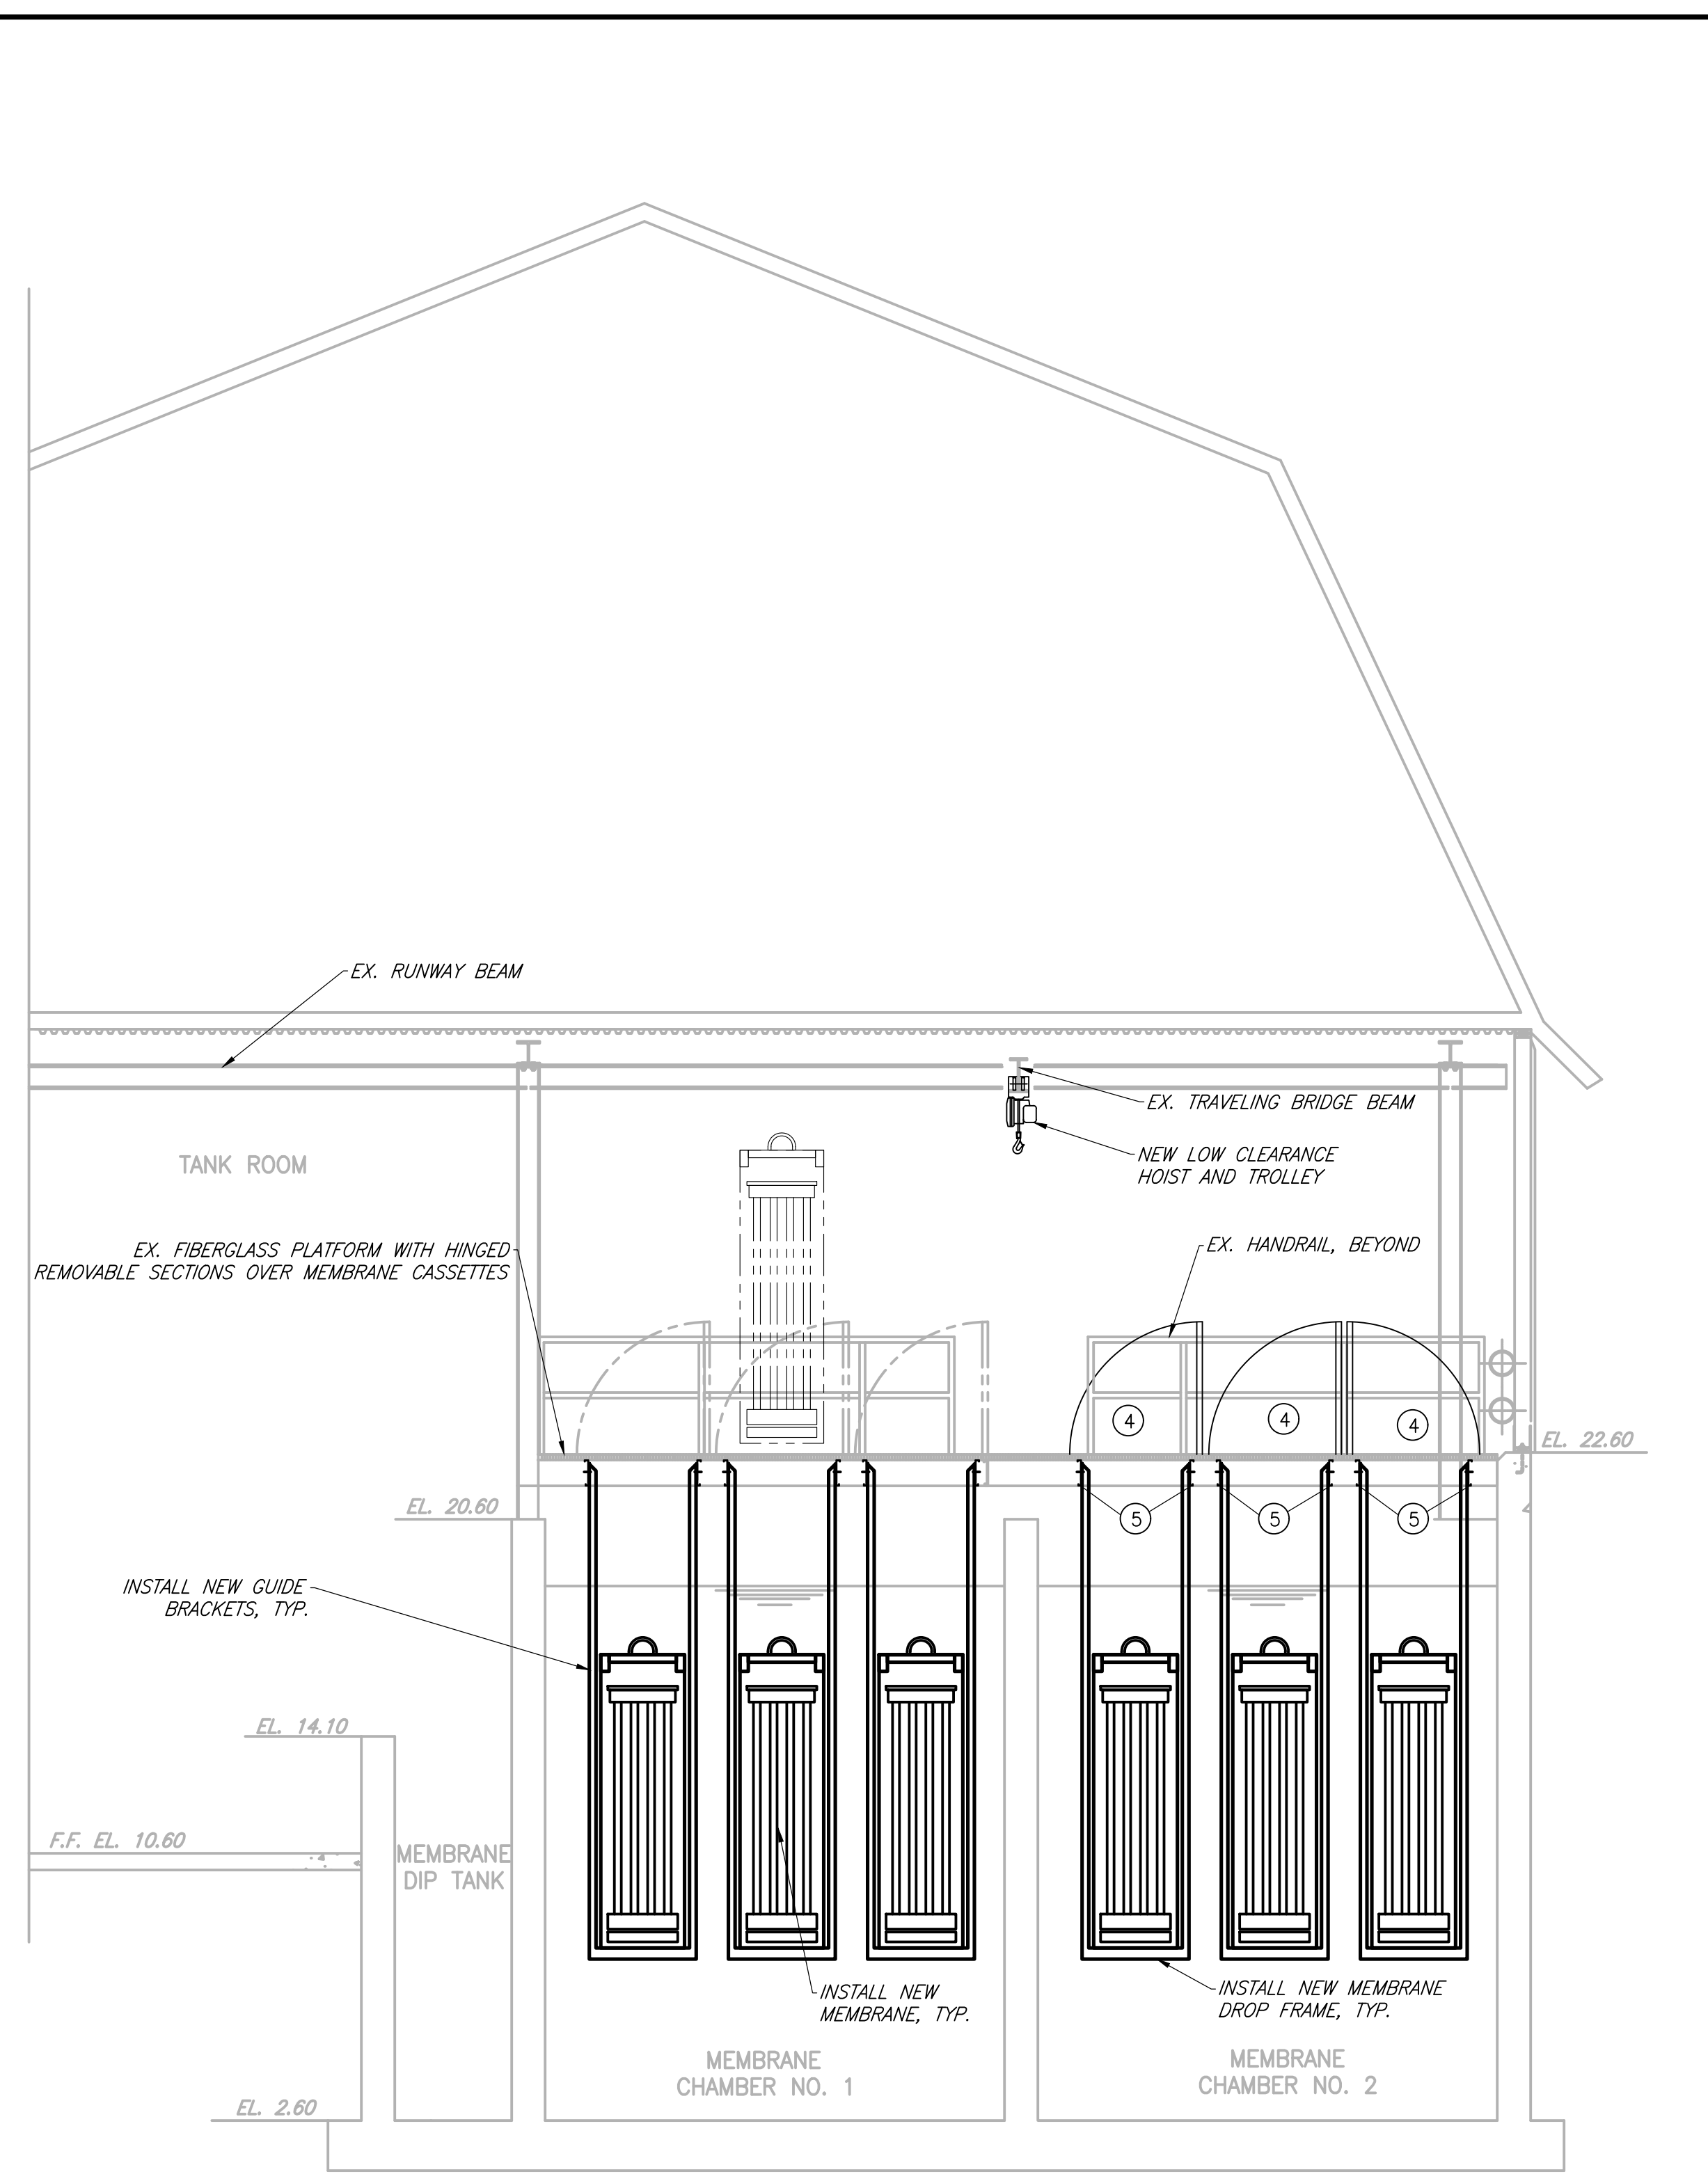 EX. RUNWAY BEAM
EX. TRAVELING BRIDGE BEAM
TANK ROOM
NEW LOW CLEARANCE
HOIST AND TROLLEY
EX. FIBERGLASS PLATFORM WITH HINGED
REMOVABLE SECTIONS OVER MEMBRANE CASSETTES
EX. HANDRAIL, BEYOND
4
4
4
EL. 22.60
EL. 20.60
5
5
5
INSTALL NEW GUIDE
BRACKETS, TYP.
EL. 14.10
F.F. EL. 10.60
MEMBRANE
DIP TANK
INSTALL NEW
MEMBRANE, TYP.
INSTALL NEW MEMBRANE
DROP FRAME, TYP.
MEMBRANE
CHAMBER NO. 1
MEMBRANE
CHAMBER NO. 2
EL. 2.60